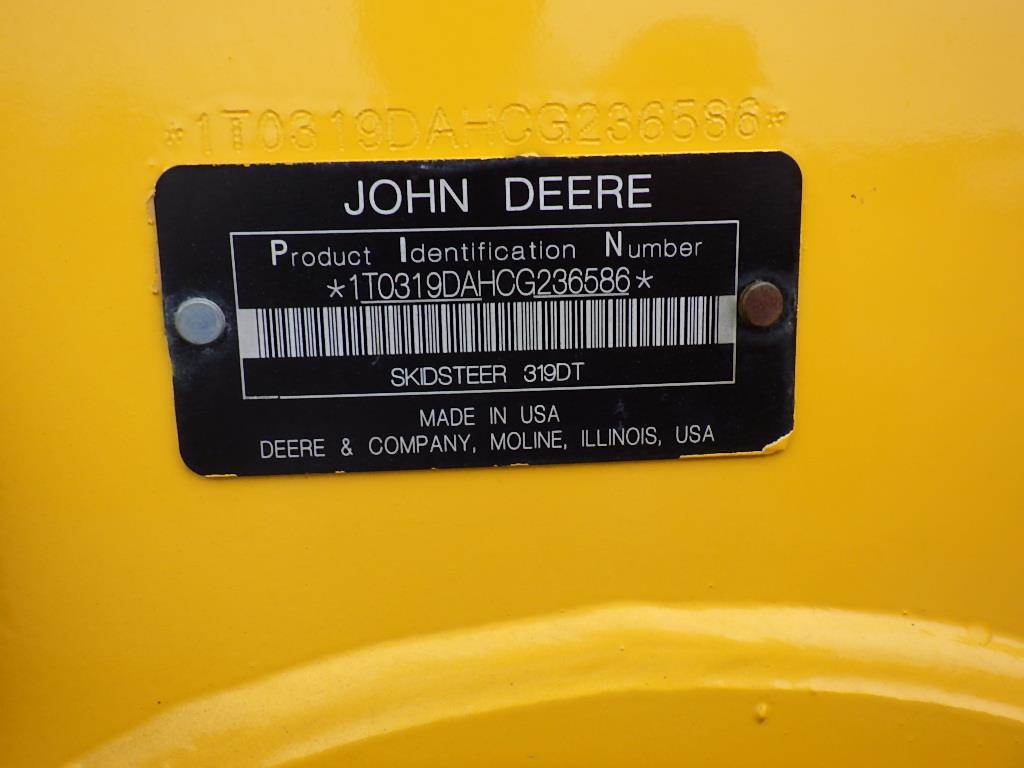 *1T0319DAHCG236586*
JOHN DEERE
Product Identification Number
*1T0319DAHCG236586*
SKIDSTEER 319DT
MADE IN USA
DEERE & COMPANY, MOLINE, ILLINOIS, USA